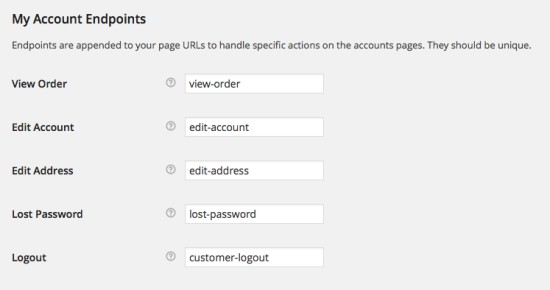 My Account Endpoints
Endpoints are appended to your page URLs to handle specific actions on the accounts pages. They should be unique.
View Order ? view-order
Edit Account ? edit-account
Edit Address ? edit-address
Lost Password ? lost-password
Logout ? customer-logout